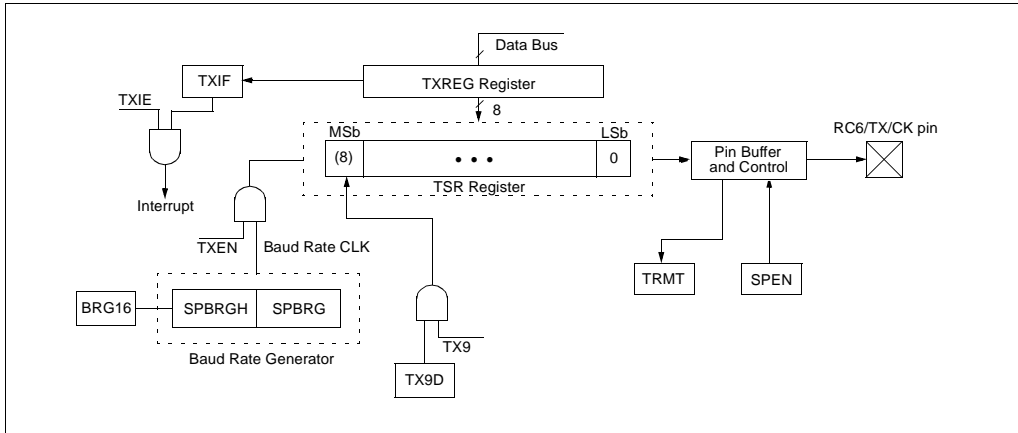 Data Bus
TXIF
TXREG Register
TXIE
8
MSb
LSb
RC6/TX/CK pin
(8)
• • •
0
Pin Buffer
and Control
TSR Register
Interrupt
TXEN
Baud Rate CLK
TRMT
SPEN
BRG16
SPBRGH
SPBRG
TX9
Baud Rate Generator
TX9D